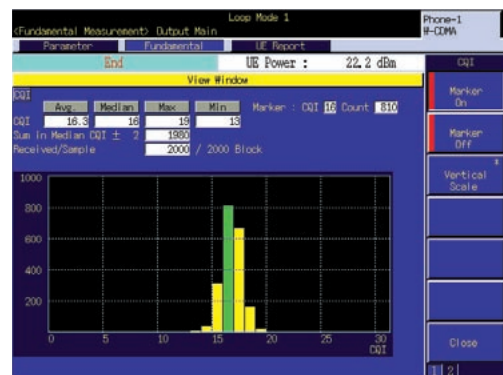 Loop Mode 1
<Fundamental Measurement> Output Main
Phone-1
W-CDMA
Parameter Fundamental UE Report
End UE Power : 22.2 dBm
CQI
View Window
CQI
Avg. Median Max Min Marker : CQI 16 Count 810
CQI 16.3 16 19 13
Sum in Median CQI ± 2 1980
Received/Sample 2000 / 2000 Block
1000
800
600
400
200
0 5 10 15 20 25 30
CQI
Marker
On
Marker
Off
Vertical
Scale
Close
1 2